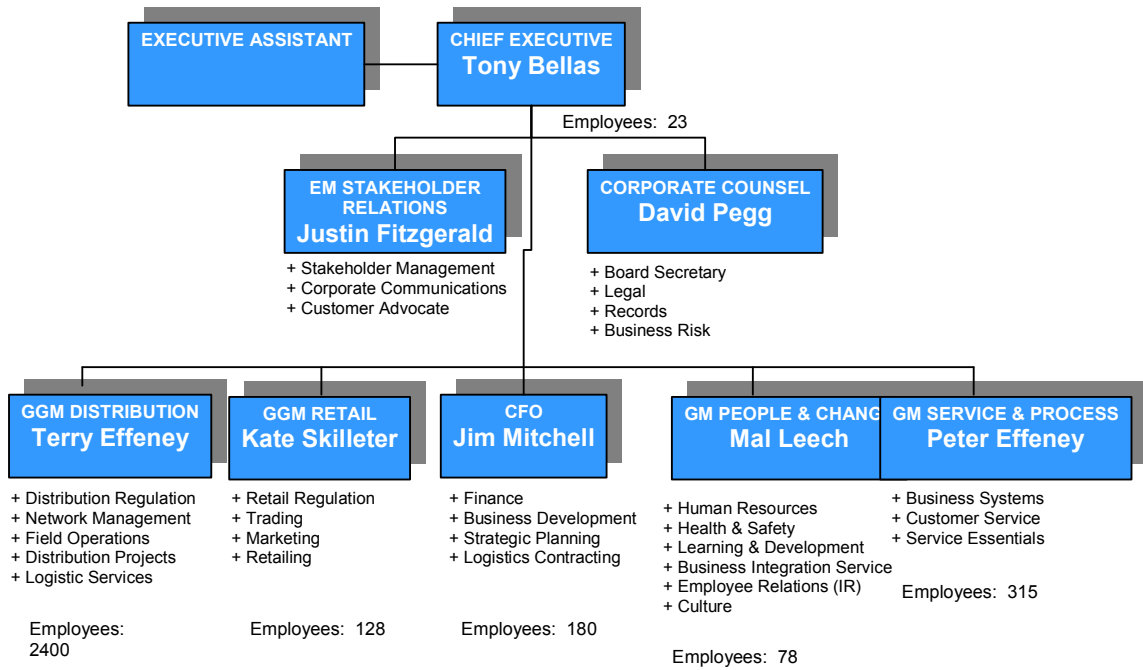 EXECUTIVE ASSISTANT
CHIEF EXECUTIVE
Tony Bellas
Employees: 23
EM STAKEHOLDER
RELATIONS
Justin Fitzgerald
+ Stakeholder Management
+ Corporate Communications
+ Customer Advocate
CORPORATE COUNSEL
David Pegg
+ Board Secretary
+ Legal
+ Records
+ Business Risk
GGM DISTRIBUTION
Terry Effeney
+ Distribution Regulation
+ Network Management
+ Field Operations
+ Distribution Projects
+ Logistic Services
Employees:
2400
GGM RETAIL
Kate Skilleter
+ Retail Regulation
+ Trading
+ Marketing
+ Retailing
Employees: 128
CFO
Jim Mitchell
+ Finance
+ Business Development
+ Strategic Planning
+ Logistics Contracting
Employees: 180
GM PEOPLE & CHANG
Mal Leech
+ Human Resources
+ Health & Safety
+ Learning & Development
+ Business Integration Service
+ Employee Relations (IR)
+ Culture
Employees: 78
GM SERVICE & PROCESS
Peter Effeney
+ Business Systems
+ Customer Service
+ Service Essentials
Employees: 315